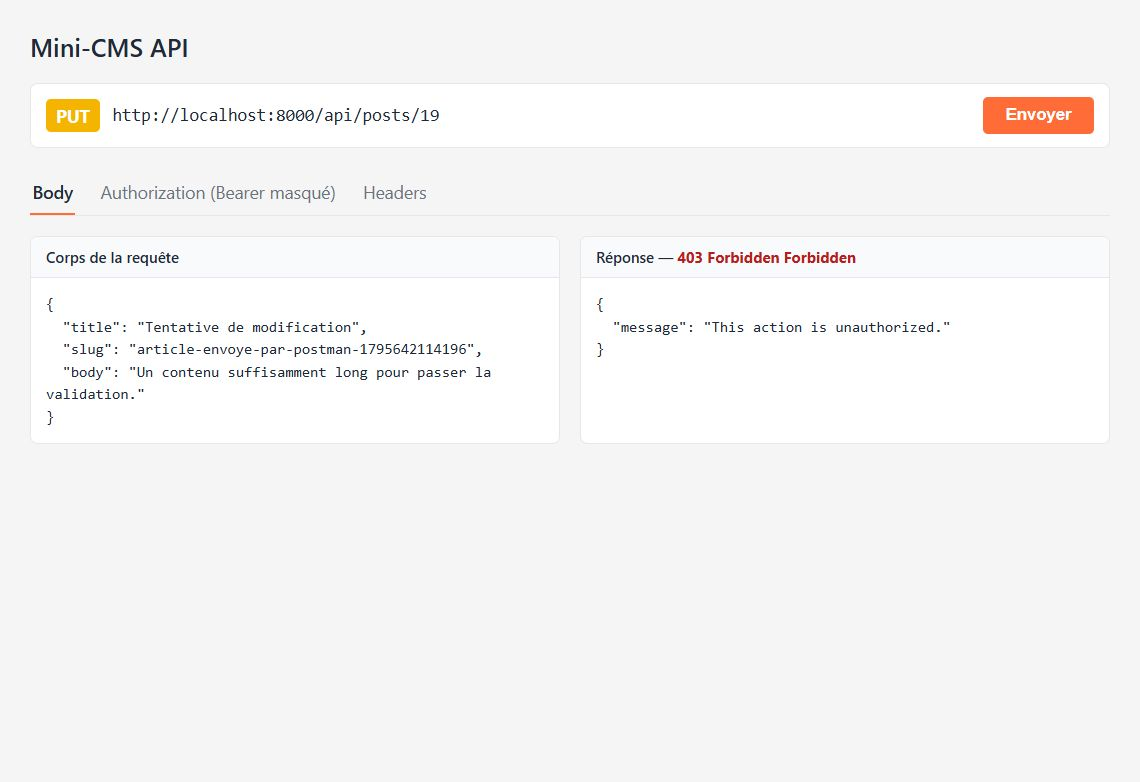 Mini-CMS API
PUT http://localhost:8000/api/posts/19 Envoyer
Body Authorization (Bearer masqué) Headers
Corps de la requête
{
"title": "Tentative de modification",
"slug": "article-envoye-par-postman-1795642114196",
"body": "Un contenu suffisamment long pour passer la
validation."
}
Réponse — 403 Forbidden Forbidden
{
"message": "This action is unauthorized."
}